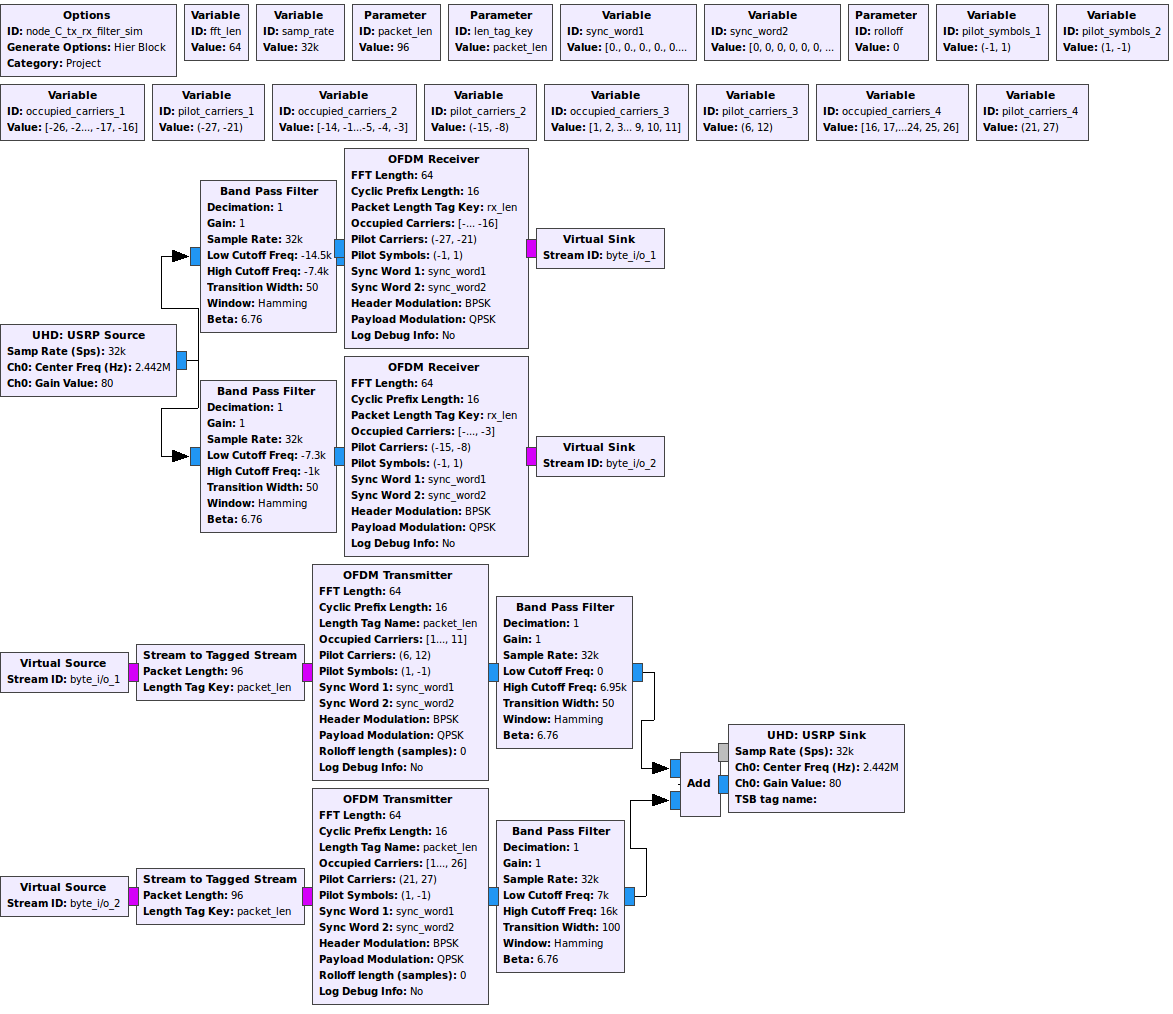 Options
ID: node_C_tx_rx_filter_sim
Generate Options: Hier Block
Category: Project
Variable
ID: fft_len
Value: 64
Variable
ID: samp_rate
Value: 32k
Parameter
ID: packet_len
Value: 96
Parameter
ID: len_tag_key
Value: packet_len
Variable
ID: sync_word1
Value: [0., 0., 0., 0., 0....
Variable
ID: sync_word2
Value: [0, 0, 0, 0, 0, 0, ...
Parameter
ID: rolloff
Value: 0
Variable
ID: pilot_symbols_1
Value: (-1, 1)
Variable
ID: pilot_symbols_2
Value: (1, -1)
Variable
ID: occupied_carriers_1
Value: [-26, -2..., -17, -16]
Variable
ID: pilot_carriers_1
Value: (-27, -21)
Variable
ID: occupied_carriers_2
Value: [-14, -1...-5, -4, -3]
Variable
ID: pilot_carriers_2
Value: (-15, -8)
Variable
ID: occupied_carriers_3
Value: [1, 2, 3... 9, 10, 11]
Variable
ID: pilot_carriers_3
Value: (6, 12)
Variable
ID: occupied_carriers_4
Value: [16, 17,...24, 25, 26]
Variable
ID: pilot_carriers_4
Value: (21, 27)
UHD: USRP Source
Samp Rate (Sps): 32k
Ch0: Center Freq (Hz): 2.442M
Ch0: Gain Value: 80
Band Pass Filter
Decimation: 1
Gain: 1
Sample Rate: 32k
Low Cutoff Freq: -14.5k
High Cutoff Freq: -7.4k
Transition Width: 50
Window: Hamming
Beta: 6.76
OFDM Receiver
FFT Length: 64
Cyclic Prefix Length: 16
Packet Length Tag Key: rx_len
Occupied Carriers: [-... -16]
Pilot Carriers: (-27, -21)
Pilot Symbols: (-1, 1)
Sync Word 1: sync_word1
Sync Word 2: sync_word2
Header Modulation: BPSK
Payload Modulation: QPSK
Log Debug Info: No
Virtual Sink
Stream ID: byte_i/o_1
Band Pass Filter
Decimation: 1
Gain: 1
Sample Rate: 32k
Low Cutoff Freq: -7.3k
High Cutoff Freq: -1k
Transition Width: 50
Window: Hamming
Beta: 6.76
OFDM Receiver
FFT Length: 64
Cyclic Prefix Length: 16
Packet Length Tag Key: rx_len
Occupied Carriers: [-..., -3]
Pilot Carriers: (-15, -8)
Pilot Symbols: (-1, 1)
Sync Word 1: sync_word1
Sync Word 2: sync_word2
Header Modulation: BPSK
Payload Modulation: QPSK
Log Debug Info: No
Virtual Sink
Stream ID: byte_i/o_2
Virtual Source
Stream ID: byte_i/o_1
Stream to Tagged Stream
Packet Length: 96
Length Tag Key: packet_len
OFDM Transmitter
FFT Length: 64
Cyclic Prefix Length: 16
Length Tag Name: packet_len
Occupied Carriers: [1..., 11]
Pilot Carriers: (6, 12)
Pilot Symbols: (1, -1)
Sync Word 1: sync_word1
Sync Word 2: sync_word2
Header Modulation: BPSK
Payload Modulation: QPSK
Rolloff length (samples): 0
Log Debug Info: No
Band Pass Filter
Decimation: 1
Gain: 1
Sample Rate: 32k
Low Cutoff Freq: 0
High Cutoff Freq: 6.95k
Transition Width: 50
Window: Hamming
Beta: 6.76
Add
UHD: USRP Sink
Samp Rate (Sps): 32k
Ch0: Center Freq (Hz): 2.442M
Ch0: Gain Value: 80
TSB tag name:
Virtual Source
Stream ID: byte_i/o_2
Stream to Tagged Stream
Packet Length: 96
Length Tag Key: packet_len
OFDM Transmitter
FFT Length: 64
Cyclic Prefix Length: 16
Length Tag Name: packet_len
Occupied Carriers: [1..., 26]
Pilot Carriers: (21, 27)
Pilot Symbols: (1, -1)
Sync Word 1: sync_word1
Sync Word 2: sync_word2
Header Modulation: BPSK
Payload Modulation: QPSK
Rolloff length (samples): 0
Log Debug Info: No
Band Pass Filter
Decimation: 1
Gain: 1
Sample Rate: 32k
Low Cutoff Freq: 7k
High Cutoff Freq: 16k
Transition Width: 100
Window: Hamming
Beta: 6.76